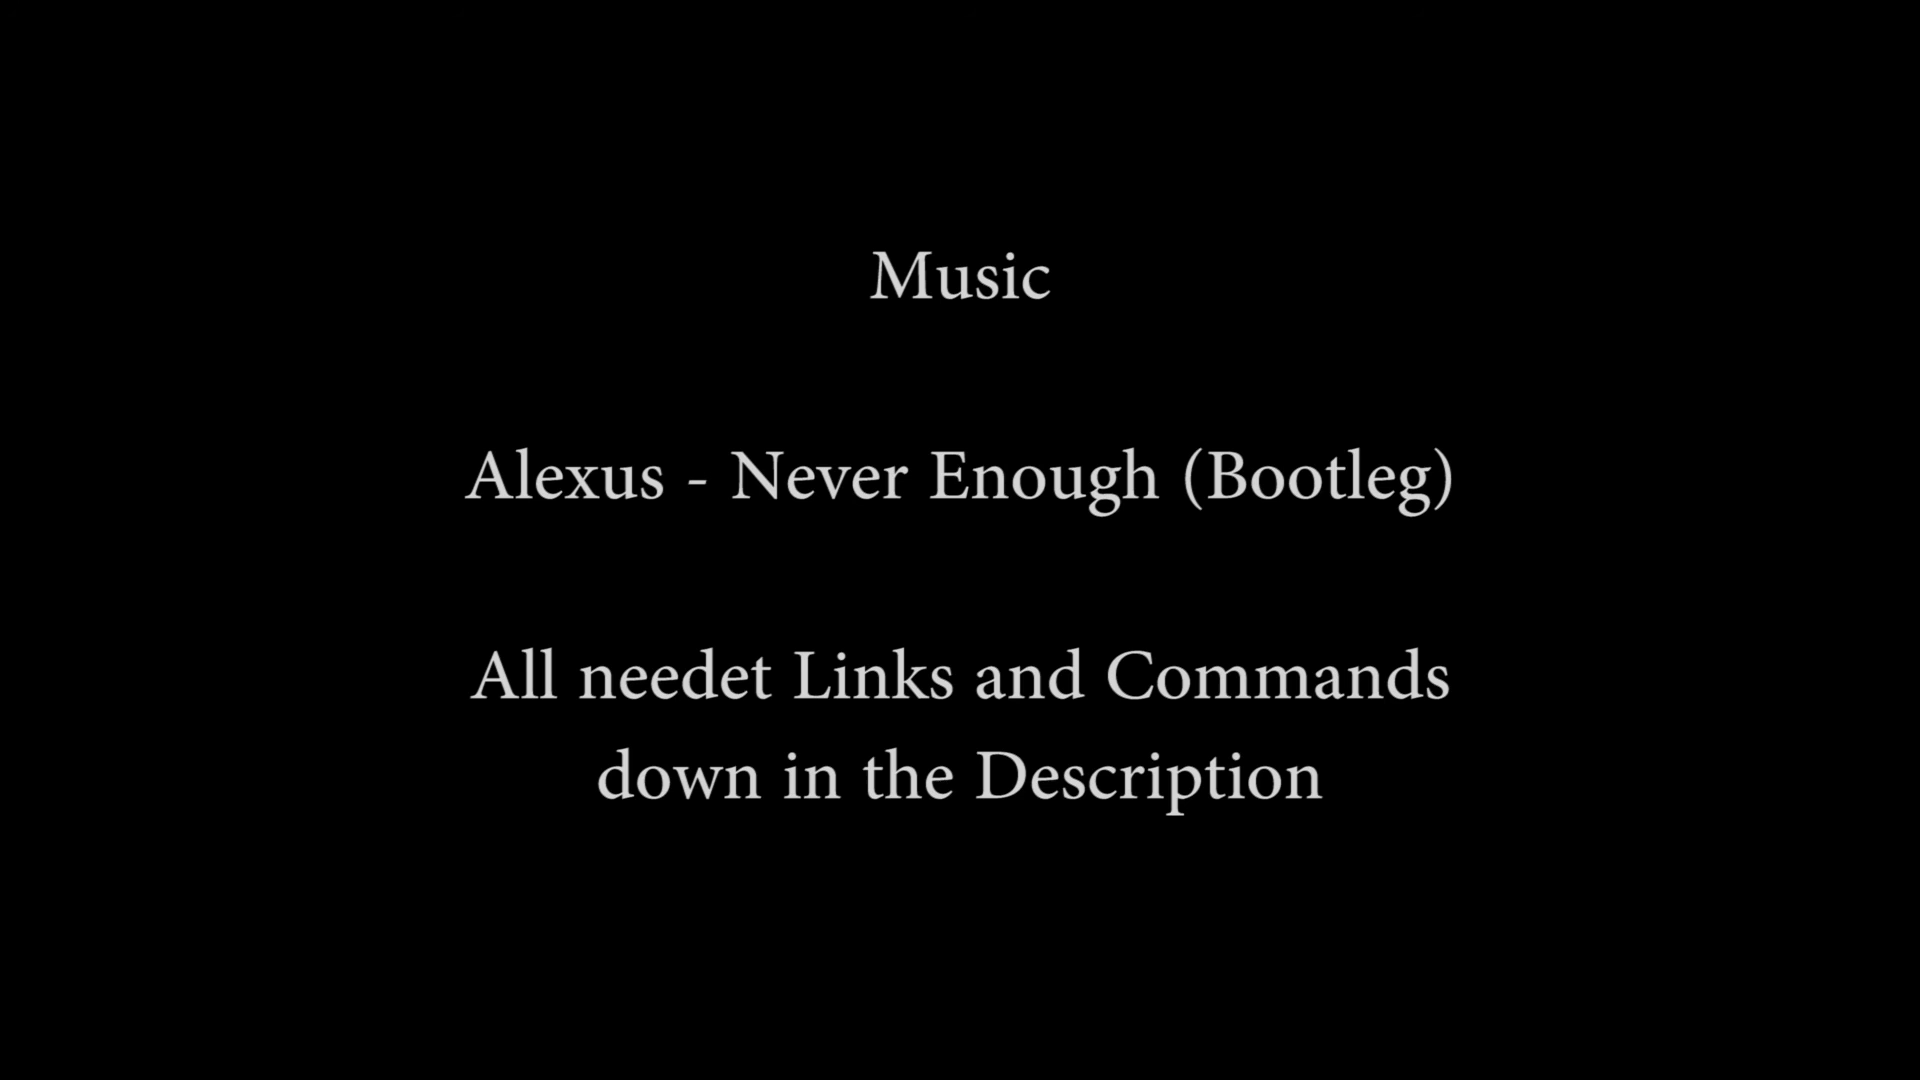 Music
Alexus - Never Enough (Bootleg)
All needet Links and Commands
down in the Description